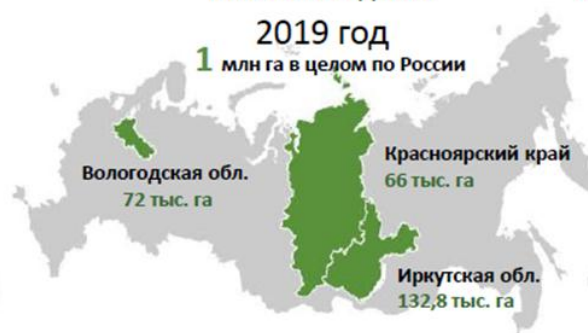 2019 год
1 млн га в целом по России
Красноярский край
66 тыс. га
Вологодская обл.
72 тыс. га
Иркутская обл.
132,8 тыс. га